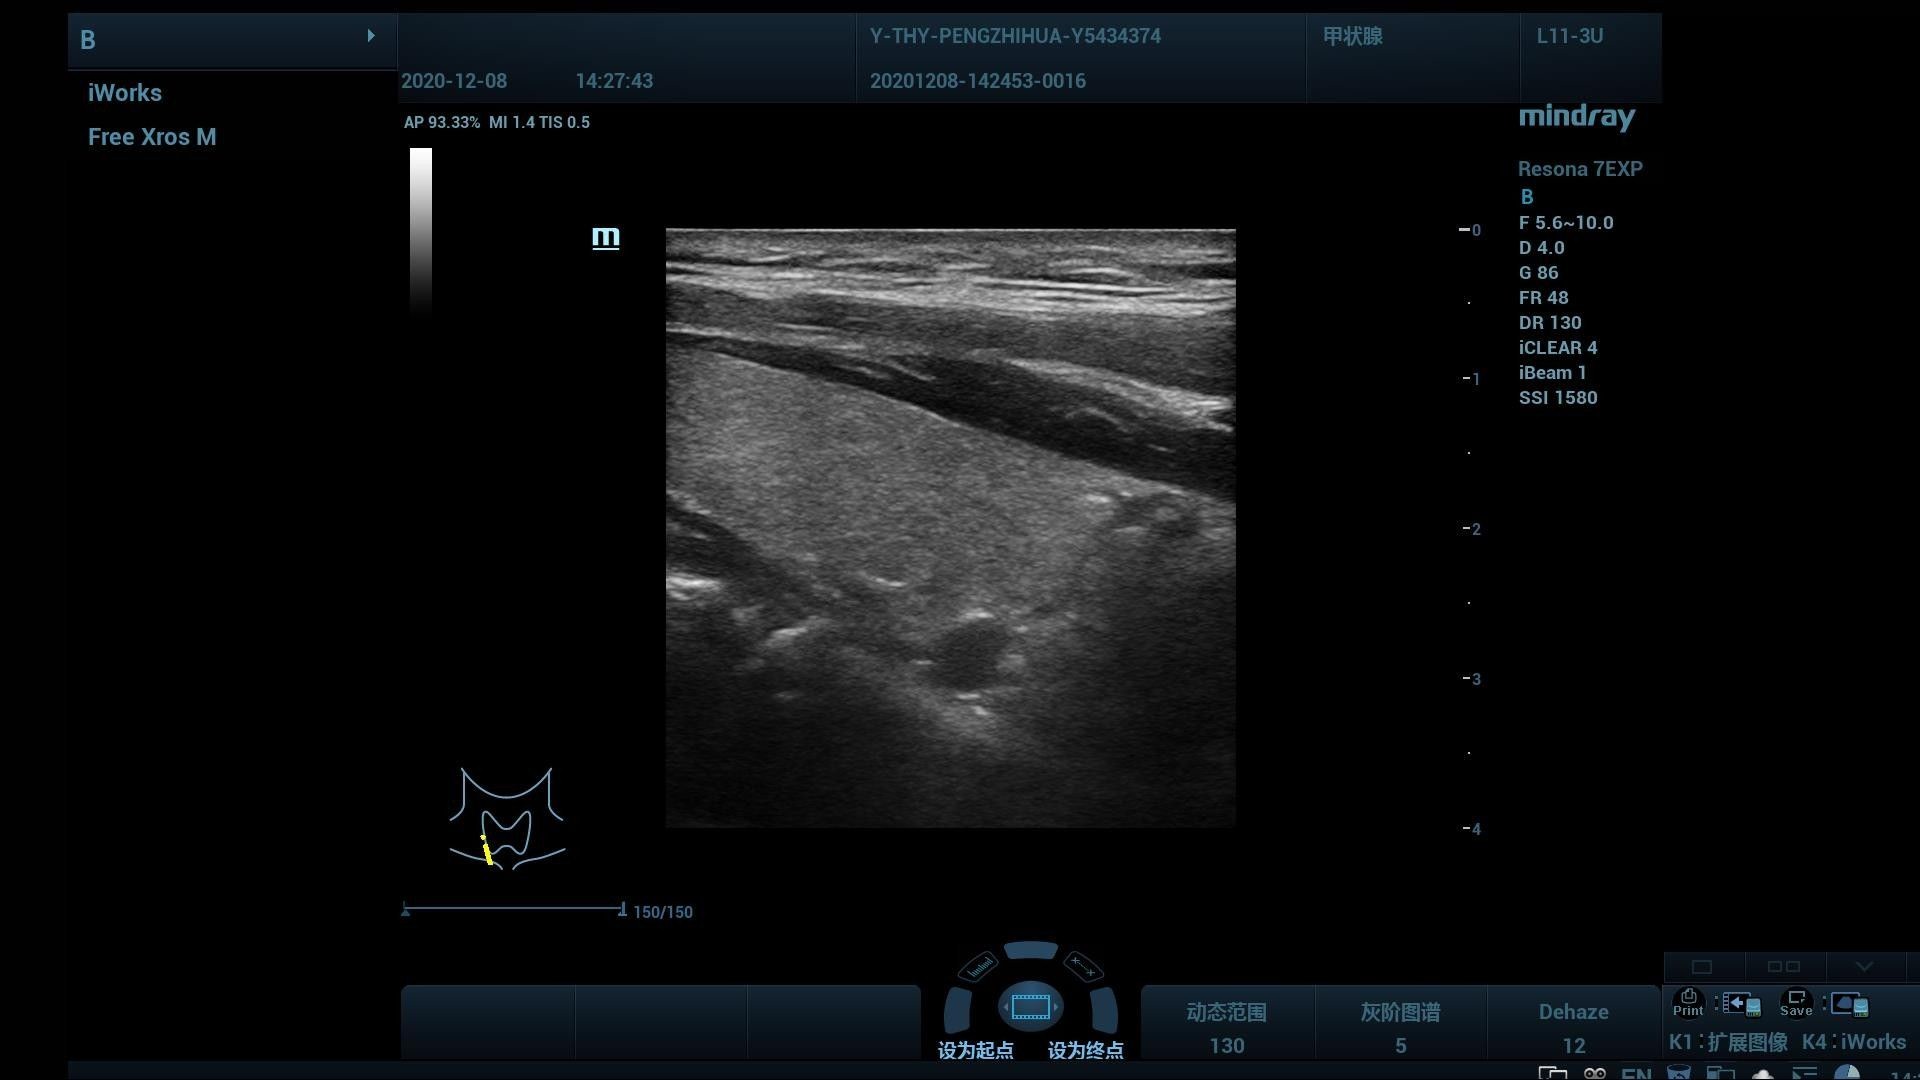 B
Y-THY-PENGZHIHUA-Y5434374
甲状腺
L11-3U
2020-12-08 14:27:43
20201208-142453-0016
iWorks
Free Xros M
AP 93.33% MI 1.4 TIS 0.5
mindray
Resona 7EXP
B
F 5.6~10.0
D 4.0
G 86
FR 48
DR 130
iCLEAR 4
iBeam 1
SSI 1580
m
0
1
2
3
4
150/150
设为起点 设为终点
动态范围
130
灰阶图谱
5
Dehaze
12
Print : Save :
K1:扩展图像 K4:iWorks
EN